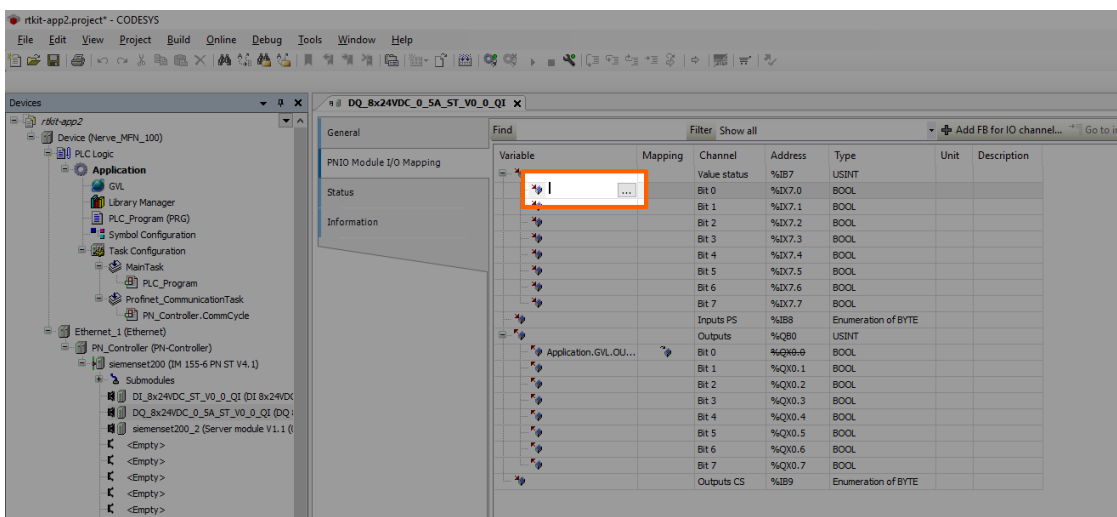 rtkit-app2.project* - CODESYS
File Edit View Project Build Online Debug Tools Window Help
Devices
DQ_8x24VDC_0_5A_ST_V0_0_QI X
rtkit-app2
Device (Nerve_MFN_100)
PLC Logic
Application
GVL
Library Manager
PLC_Program (PRG)
Symbol Configuration
Task Configuration
MainTask
PLC_Program
Profinet_CommunicationTask
PN_Controller.CommCycle
Ethernet_1 (Ethernet)
PN_Controller (PN-Controller)
siemenset200 (IM 155-6 PN ST V4.1)
Submodules
DI_8x24VDC_ST_V0_0_QI (DI 8x24VDC
DQ_8x24VDC_0_5A_ST_V0_0_QI (DQ
siemenset200_2 (Server module V1.1 (
<Empty>
<Empty>
<Empty>
<Empty>
<Empty>
General
PNIO Module I/O Mapping
Status
Information
Find Filter Show all Add FB for IO channel... Go to
Variable Mapping Channel Address Type Unit Description
Value status %IB7 USINT
... Bit 0 %IX7.0 BOOL
Bit 1 %IX7.1 BOOL
Bit 2 %IX7.2 BOOL
Bit 3 %IX7.3 BOOL
Bit 4 %IX7.4 BOOL
Bit 5 %IX7.5 BOOL
Bit 6 %IX7.6 BOOL
Bit 7 %IX7.7 BOOL
Inputs PS %IB8 Enumeration of BYTE
Outputs %QB0 USINT
Application.GVL.OU... Bit 0 %QX0.0 BOOL
Bit 1 %QX0.1 BOOL
Bit 2 %QX0.2 BOOL
Bit 3 %QX0.3 BOOL
Bit 4 %QX0.4 BOOL
Bit 5 %QX0.5 BOOL
Bit 6 %QX0.6 BOOL
Bit 7 %QX0.7 BOOL
Outputs CS %IB9 Enumeration of BYTE